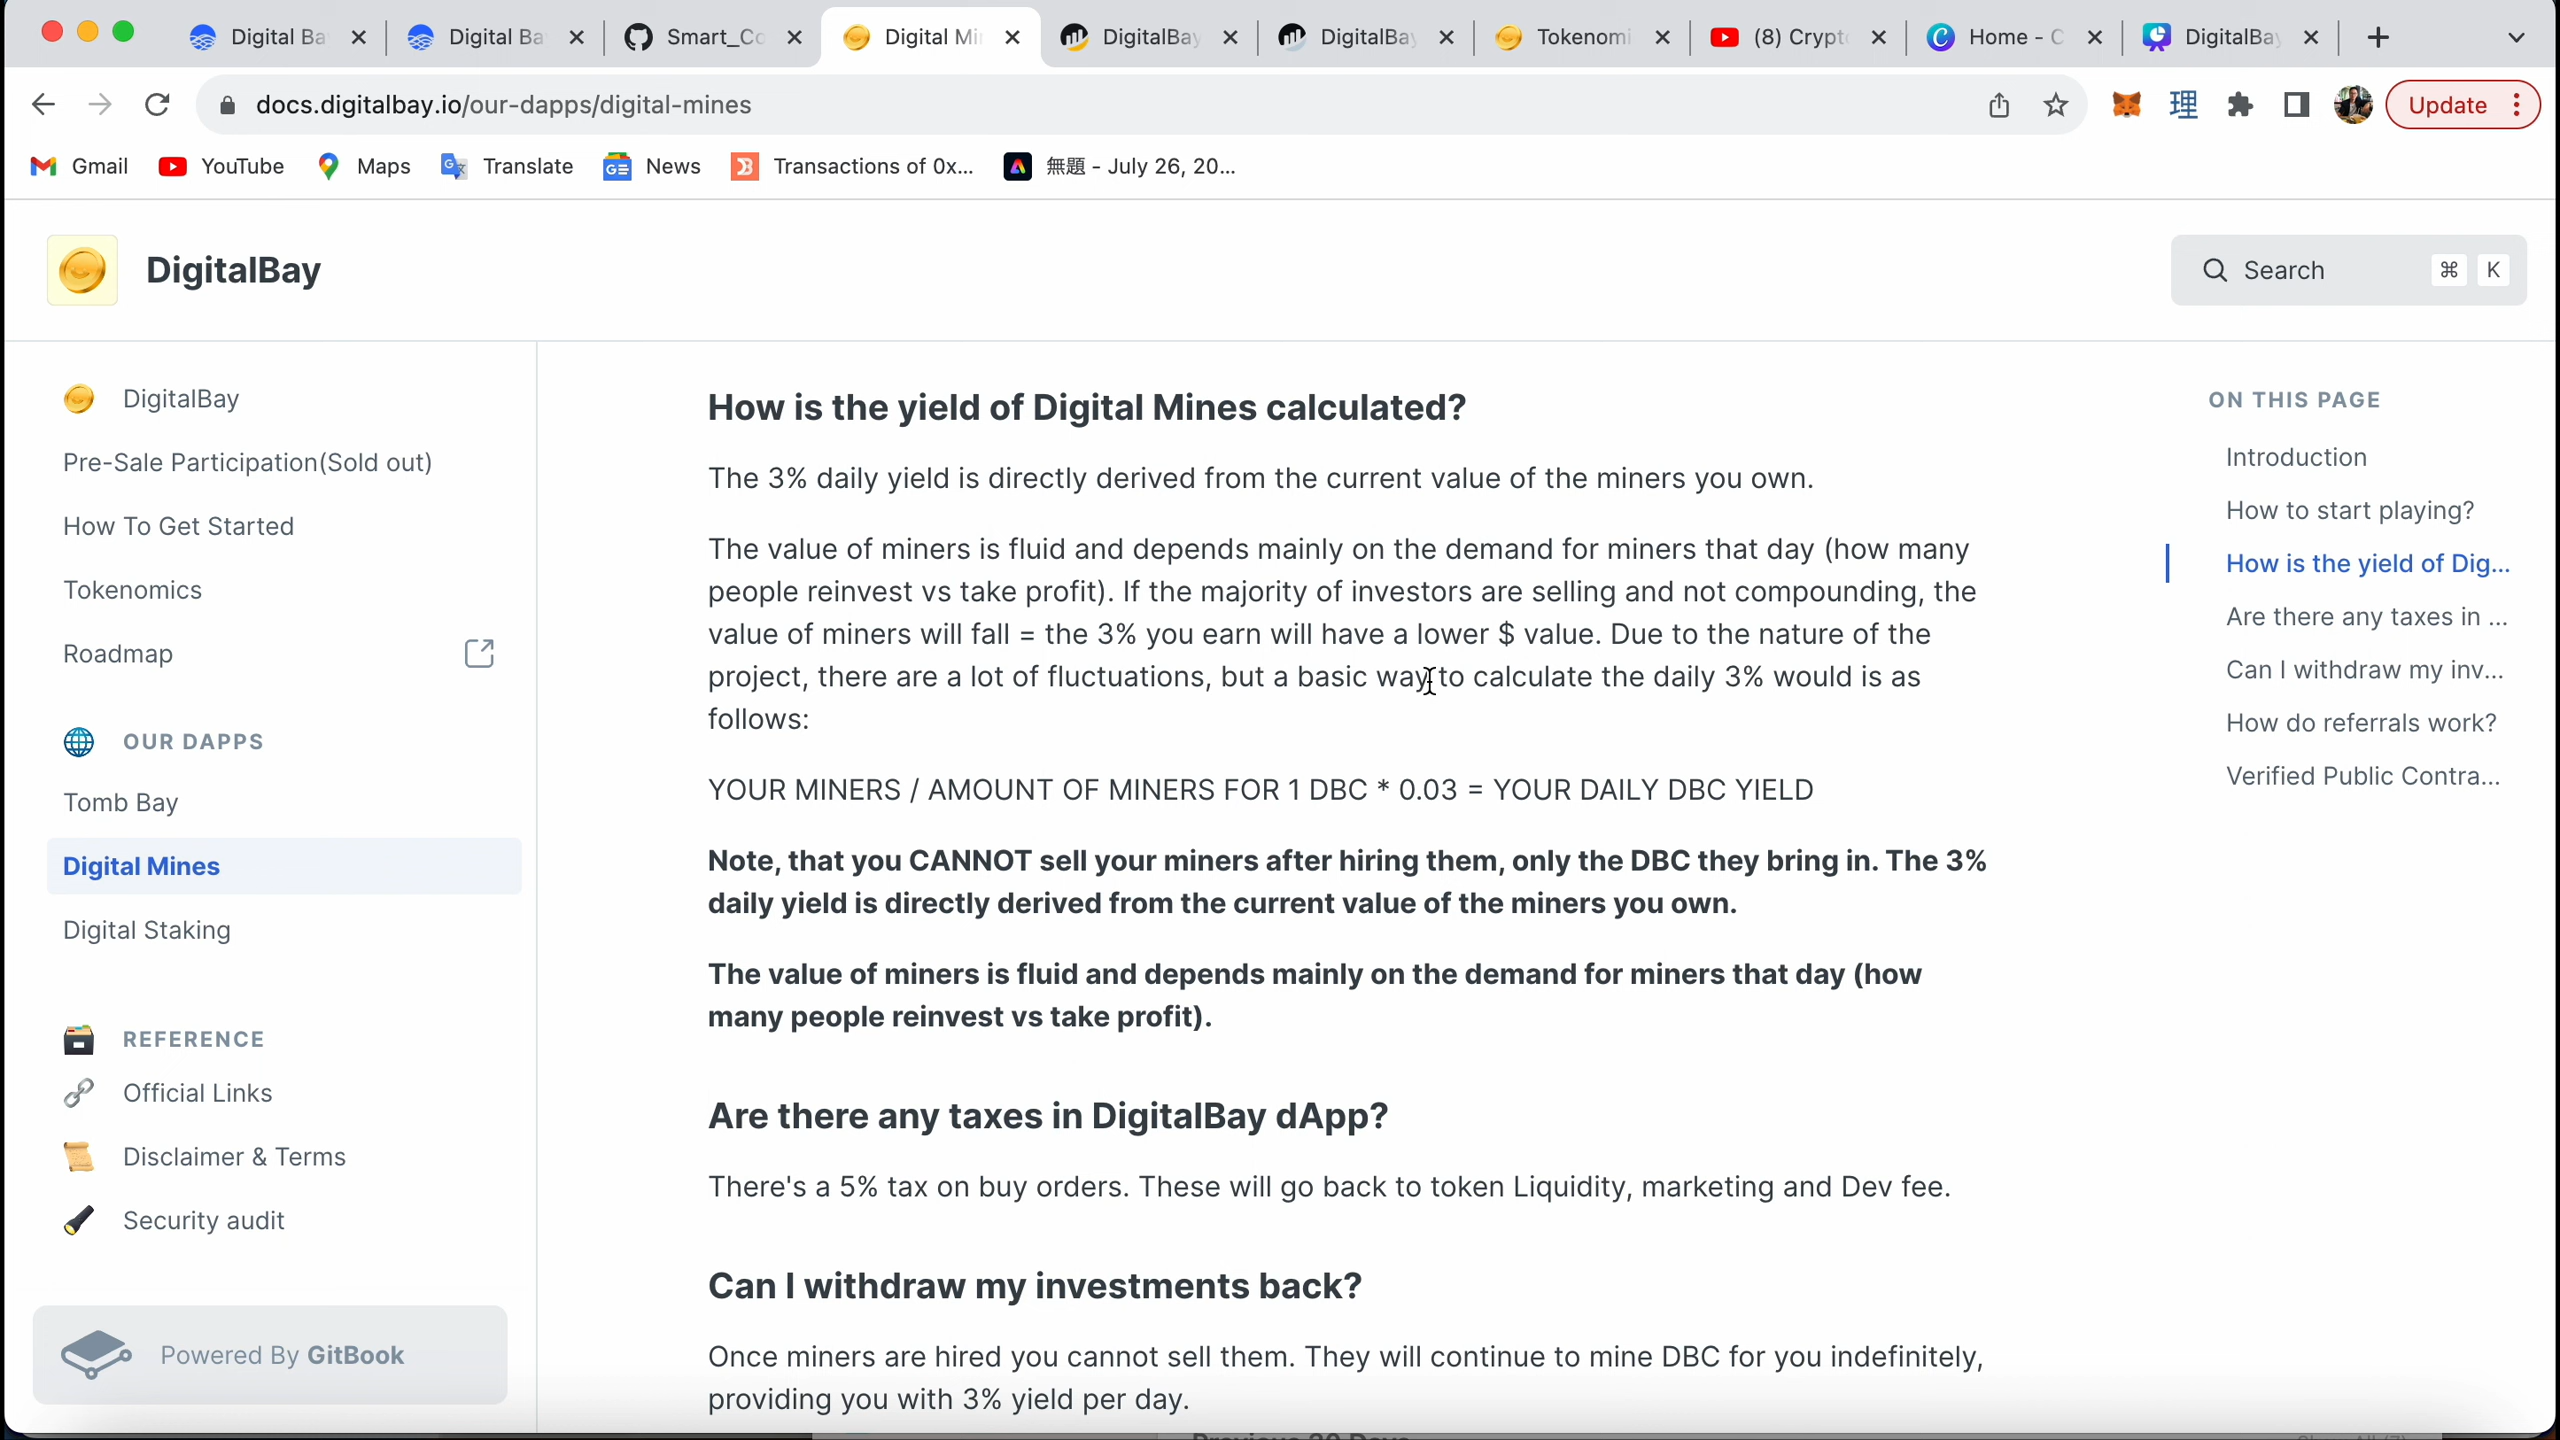 Digital Ba
Digital Ba
Smart_Co
Digital Mi
DigitalBay
DigitalBay
Tokenomi
(8) Crypto
Home - C
DigitalBay
docs.digitalbay.io/our-dapps/digital-mines
理
Update
Gmail
YouTube
Maps
Translate
News
Transactions of 0x...
無題 - July 26, 20...
DigitalBay
Search
⌘ K
DigitalBay
Pre-Sale Participation(Sold out)
How To Get Started
Tokenomics
Roadmap
OUR DAPPS
Tomb Bay
Digital Mines
Digital Staking
REFERENCE
Official Links
Disclaimer & Terms
Security audit
Powered By GitBook
How is the yield of Digital Mines calculated?
The 3% daily yield is directly derived from the current value of the miners you own.
The value of miners is fluid and depends mainly on the demand for miners that day (how many
people reinvest vs take profit). If the majority of investors are selling and not compounding, the
value of miners will fall = the 3% you earn will have a lower $ value. Due to the nature of the
project, there are a lot of fluctuations, but a basic way to calculate the daily 3% would is as
follows:
YOUR MINERS / AMOUNT OF MINERS FOR 1 DBC * 0.03 = YOUR DAILY DBC YIELD
Note, that you CANNOT sell your miners after hiring them, only the DBC they bring in. The 3%
daily yield is directly derived from the current value of the miners you own.
The value of miners is fluid and depends mainly on the demand for miners that day (how
many people reinvest vs take profit).
Are there any taxes in DigitalBay dApp?
There's a 5% tax on buy orders. These will go back to token Liquidity, marketing and Dev fee.
Can I withdraw my investments back?
Once miners are hired you cannot sell them. They will continue to mine DBC for you indefinitely,
providing you with 3% yield per day.
ON THIS PAGE
Introduction
How to start playing?
How is the yield of Dig...
Are there any taxes in ...
Can I withdraw my inv...
How do referrals work?
Verified Public Contra...